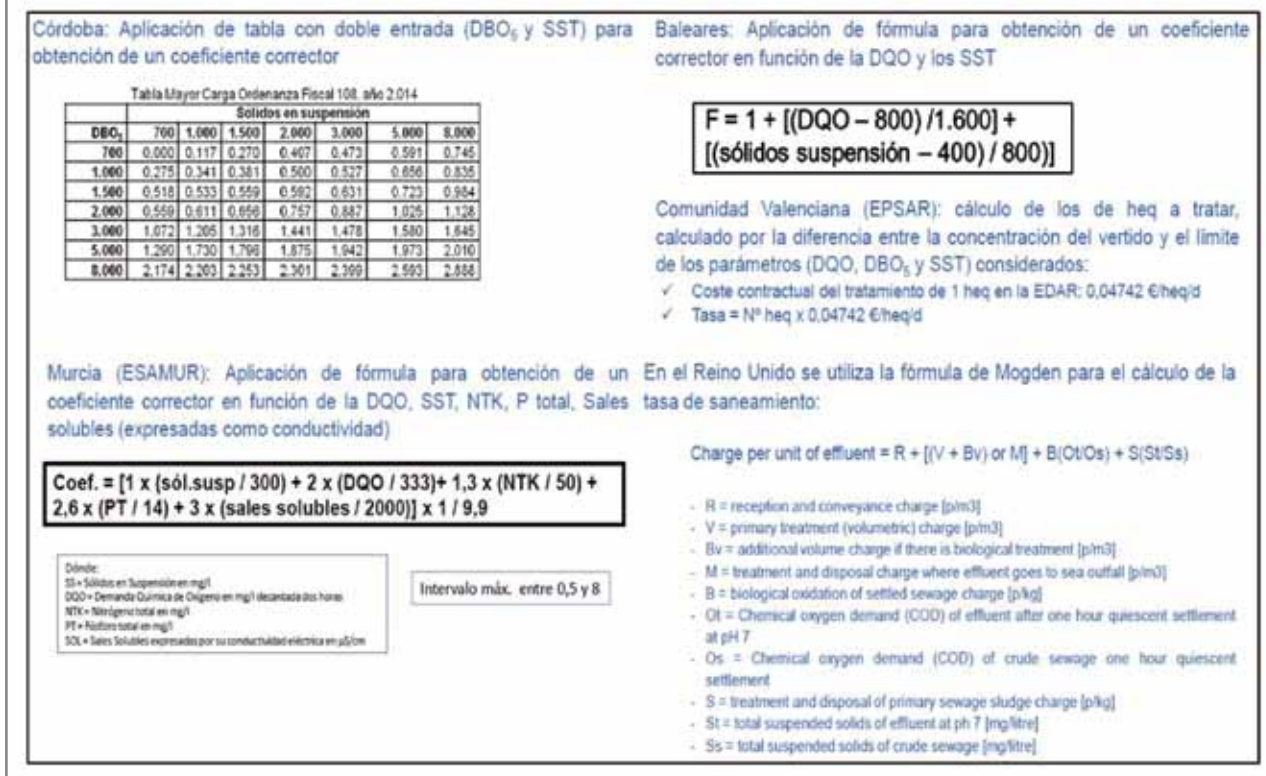 Córdoba: Aplicación de tabla con doble entrada (DBO₅ y SST) para
obtención de un coeficiente corrector
Tabla Mayor Carga Ordenanza Fiscal 108. año 2.014
Sólidos en suspensión
DBO₅ 700 1.000 1.500 2.000 3.000 5.000 8.000
700 0,000 0,117 0,270 0,407 0,473 0,591 0,745
1.000 0,275 0,341 0,381 0,500 0,527 0,656 0,835
1.500 0,518 0,533 0,559 0,592 0,631 0,723 0,984
2.000 0,559 0,611 0,656 0,757 0,887 1,025 1,128
3.000 1,072 1,205 1,316 1,441 1,478 1,580 1,645
5.000 1,290 1,730 1,796 1,875 1,942 1,973 2,010
8.000 2,174 2,203 2,253 2,301 2,399 2,593 2,888
Baleares: Aplicación de fórmula para obtención de un coeficiente
corrector en función de la DQO y los SST
F = 1 + [(DQO – 800) /1.600] +
[(sólidos suspensión – 400) / 800)]
Comunidad Valenciana (EPSAR): cálculo de los de heq a tratar,
calculado por la diferencia entre la concentración del vertido y el límite
de los parámetros (DQO, DBO₅ y SST) considerados:
✓ Coste contractual del tratamiento de 1 heq en la EDAR: 0,04742 €/heq/d
✓ Tasa = Nº heq x 0,04742 €/heq/d
Murcia (ESAMUR): Aplicación de fórmula para obtención de un
coeficiente corrector en función de la DQO, SST, NTK, P total, Sales
solubles (expresadas como conductividad)
Coef. = [1 x (sól.susp / 300) + 2 x (DQO / 333)+ 1,3 x (NTK / 50) +
2,6 x (PT / 14) + 3 x (sales solubles / 2000)] x 1 / 9,9
Dónde:
SS = Sólidos en Suspensión en mg/l
DQO = Demanda Química de Oxígeno en mg/l decantada dos horas
NTK = Nitrógeno total en mg/l
PT = Fósforo total en mg/l
SOL = Sales Solubles expresadas por su conductividad eléctrica en µS/cm
Intervalo máx. entre 0,5 y 8
En el Reino Unido se utiliza la fórmula de Mogden para el cálculo de la
tasa de saneamiento:
Charge per unit of effluent = R + [(V + Bv) or M] + B(Ot/Os) + S(St/Ss)
- R = reception and conveyance charge [p/m3]
- V = primary treatment (volumetric) charge [p/m3]
- Bv = additional volume charge if there is biological treatment [p/m3]
- M = treatment and disposal charge where effluent goes to sea outfall [p/m3]
- B = biological oxidation of settled sewage charge [p/kg]
- Ot = Chemical oxygen demand (COD) of effluent after one hour quiescent settlement
at pH 7
- Os = Chemical oxygen demand (COD) of crude sewage one hour quiescent
settlement
- S = treatment and disposal of primary sewage sludge charge [p/kg]
- St = total suspended solids of effluent at ph 7 [mg/litre]
- Ss = total suspended solids of crude sewage [mg/litre]